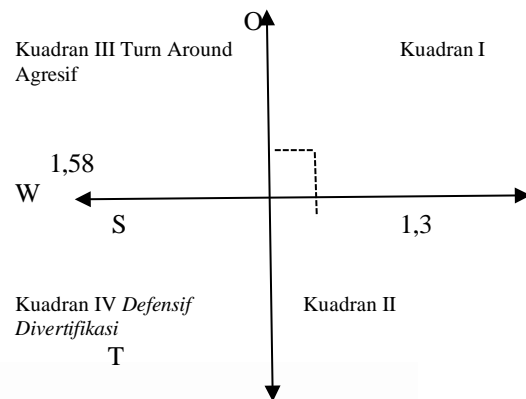 O
Kuadran III Turn Around
Agresif
Kuadran I
1,58
W
S
1,3
Kuadran IV Defensif
Divertifikasi
Kuadran II
T